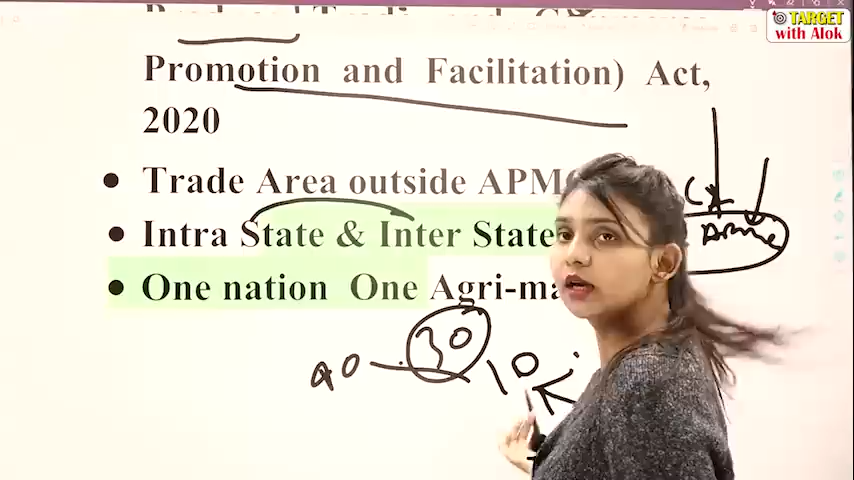 TARGET
with Alok
Promotion and Facilitation) Act,
2020
• Trade Area outside APM
• Intra State & Inter State
• One nation One Agri-ma
30
90
10